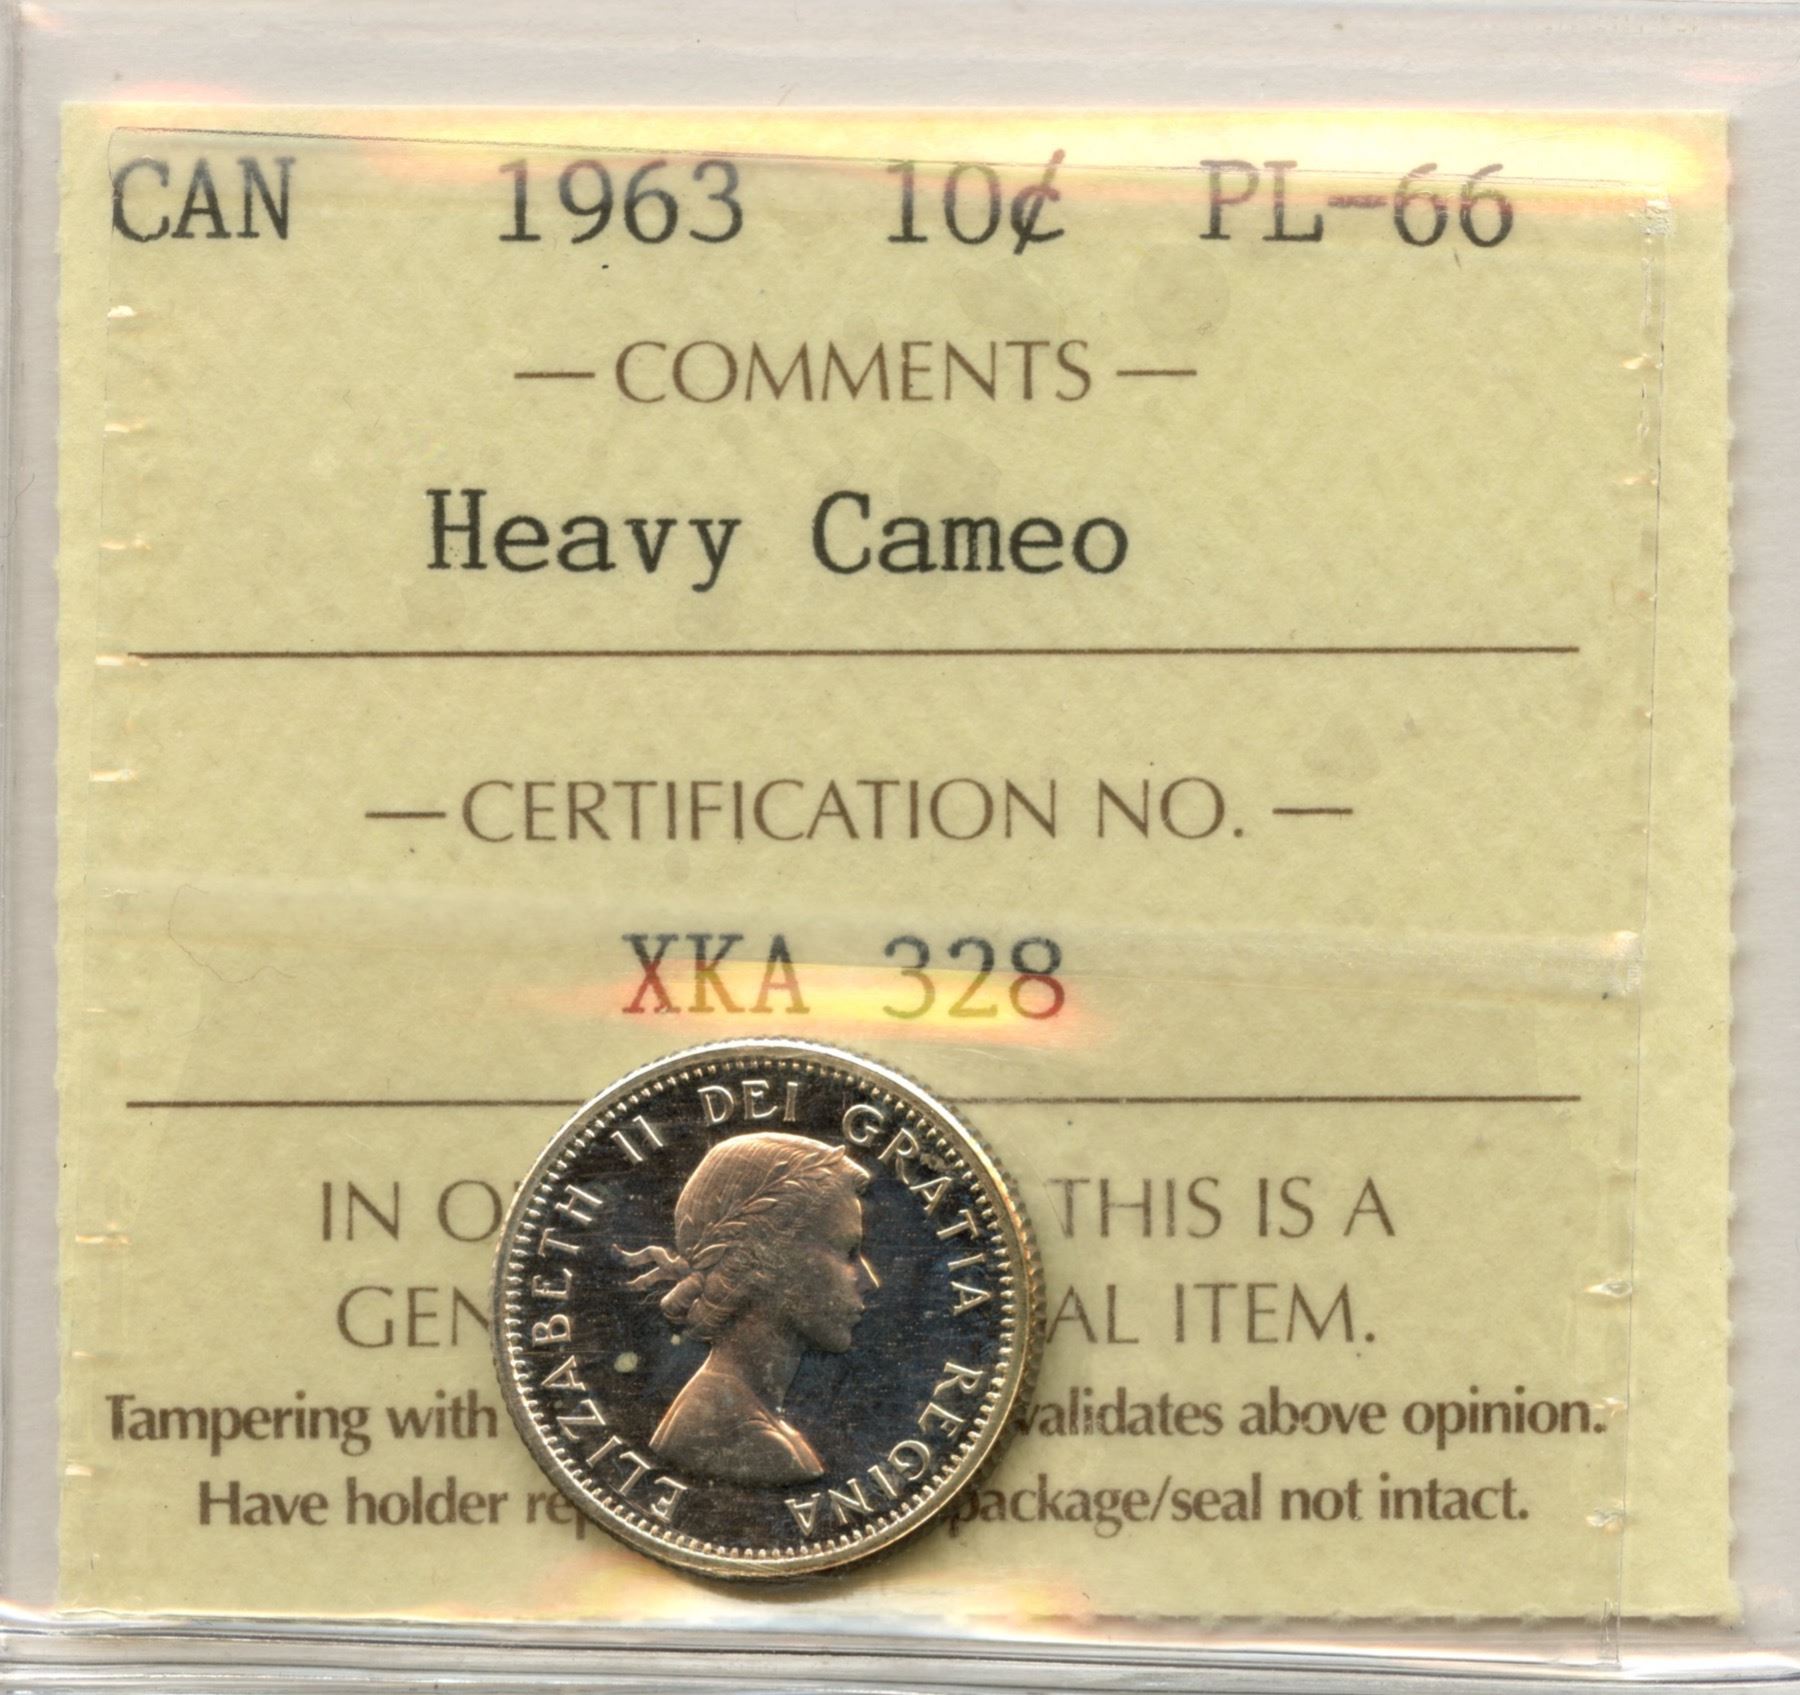 CAN 1963 10¢ PL-66
— COMMENTS —
Heavy Cameo
— CERTIFICATION NO. —
XKA 328
IN O THIS IS A
GEN AL ITEM.
Tampering with validates above opinion.
Have holder rep package/seal not intact.
ELIZABETH II DEI GRATIA REGINA